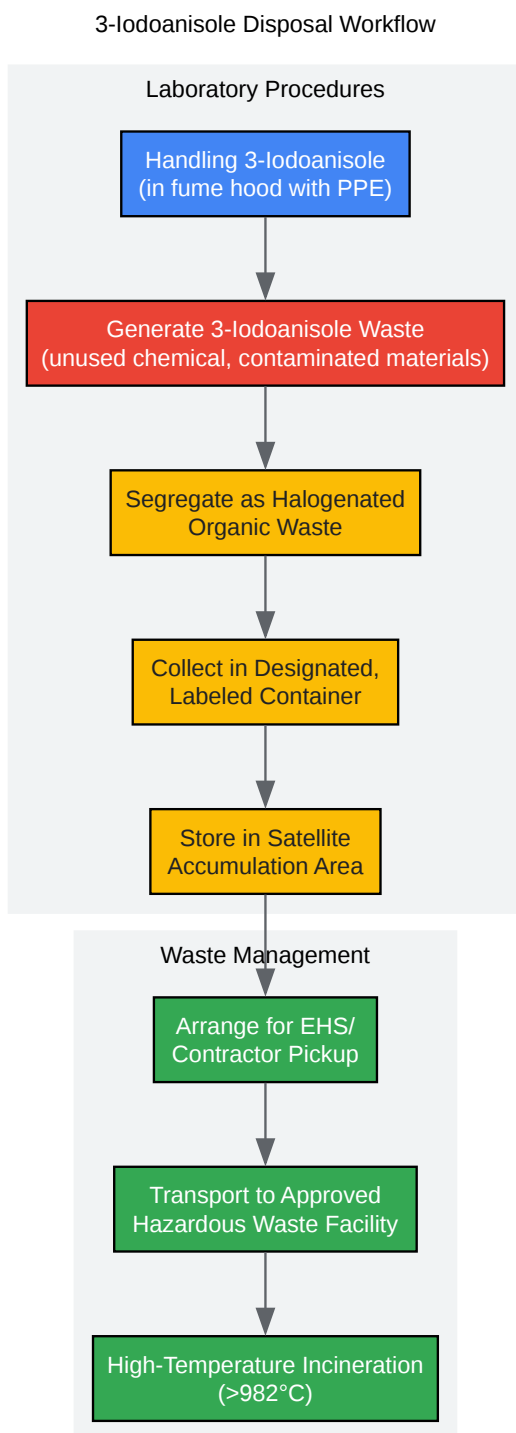 3-Iodoanisole Disposal Workflow
Laboratory Procedures
Handling 3-Iodoanisole
(in fume hood with PPE)
Generate 3-Iodoanisole Waste
(unused chemical, contaminated materials)
Segregate as Halogenated
Organic Waste
Collect in Designated,
Labeled Container
Store in Satellite
Accumulation Area
Waste Management
Arrange for EHS/
Contractor Pickup
Transport to Approved
Hazardous Waste Facility
High-Temperature Incineration
(>982°C)